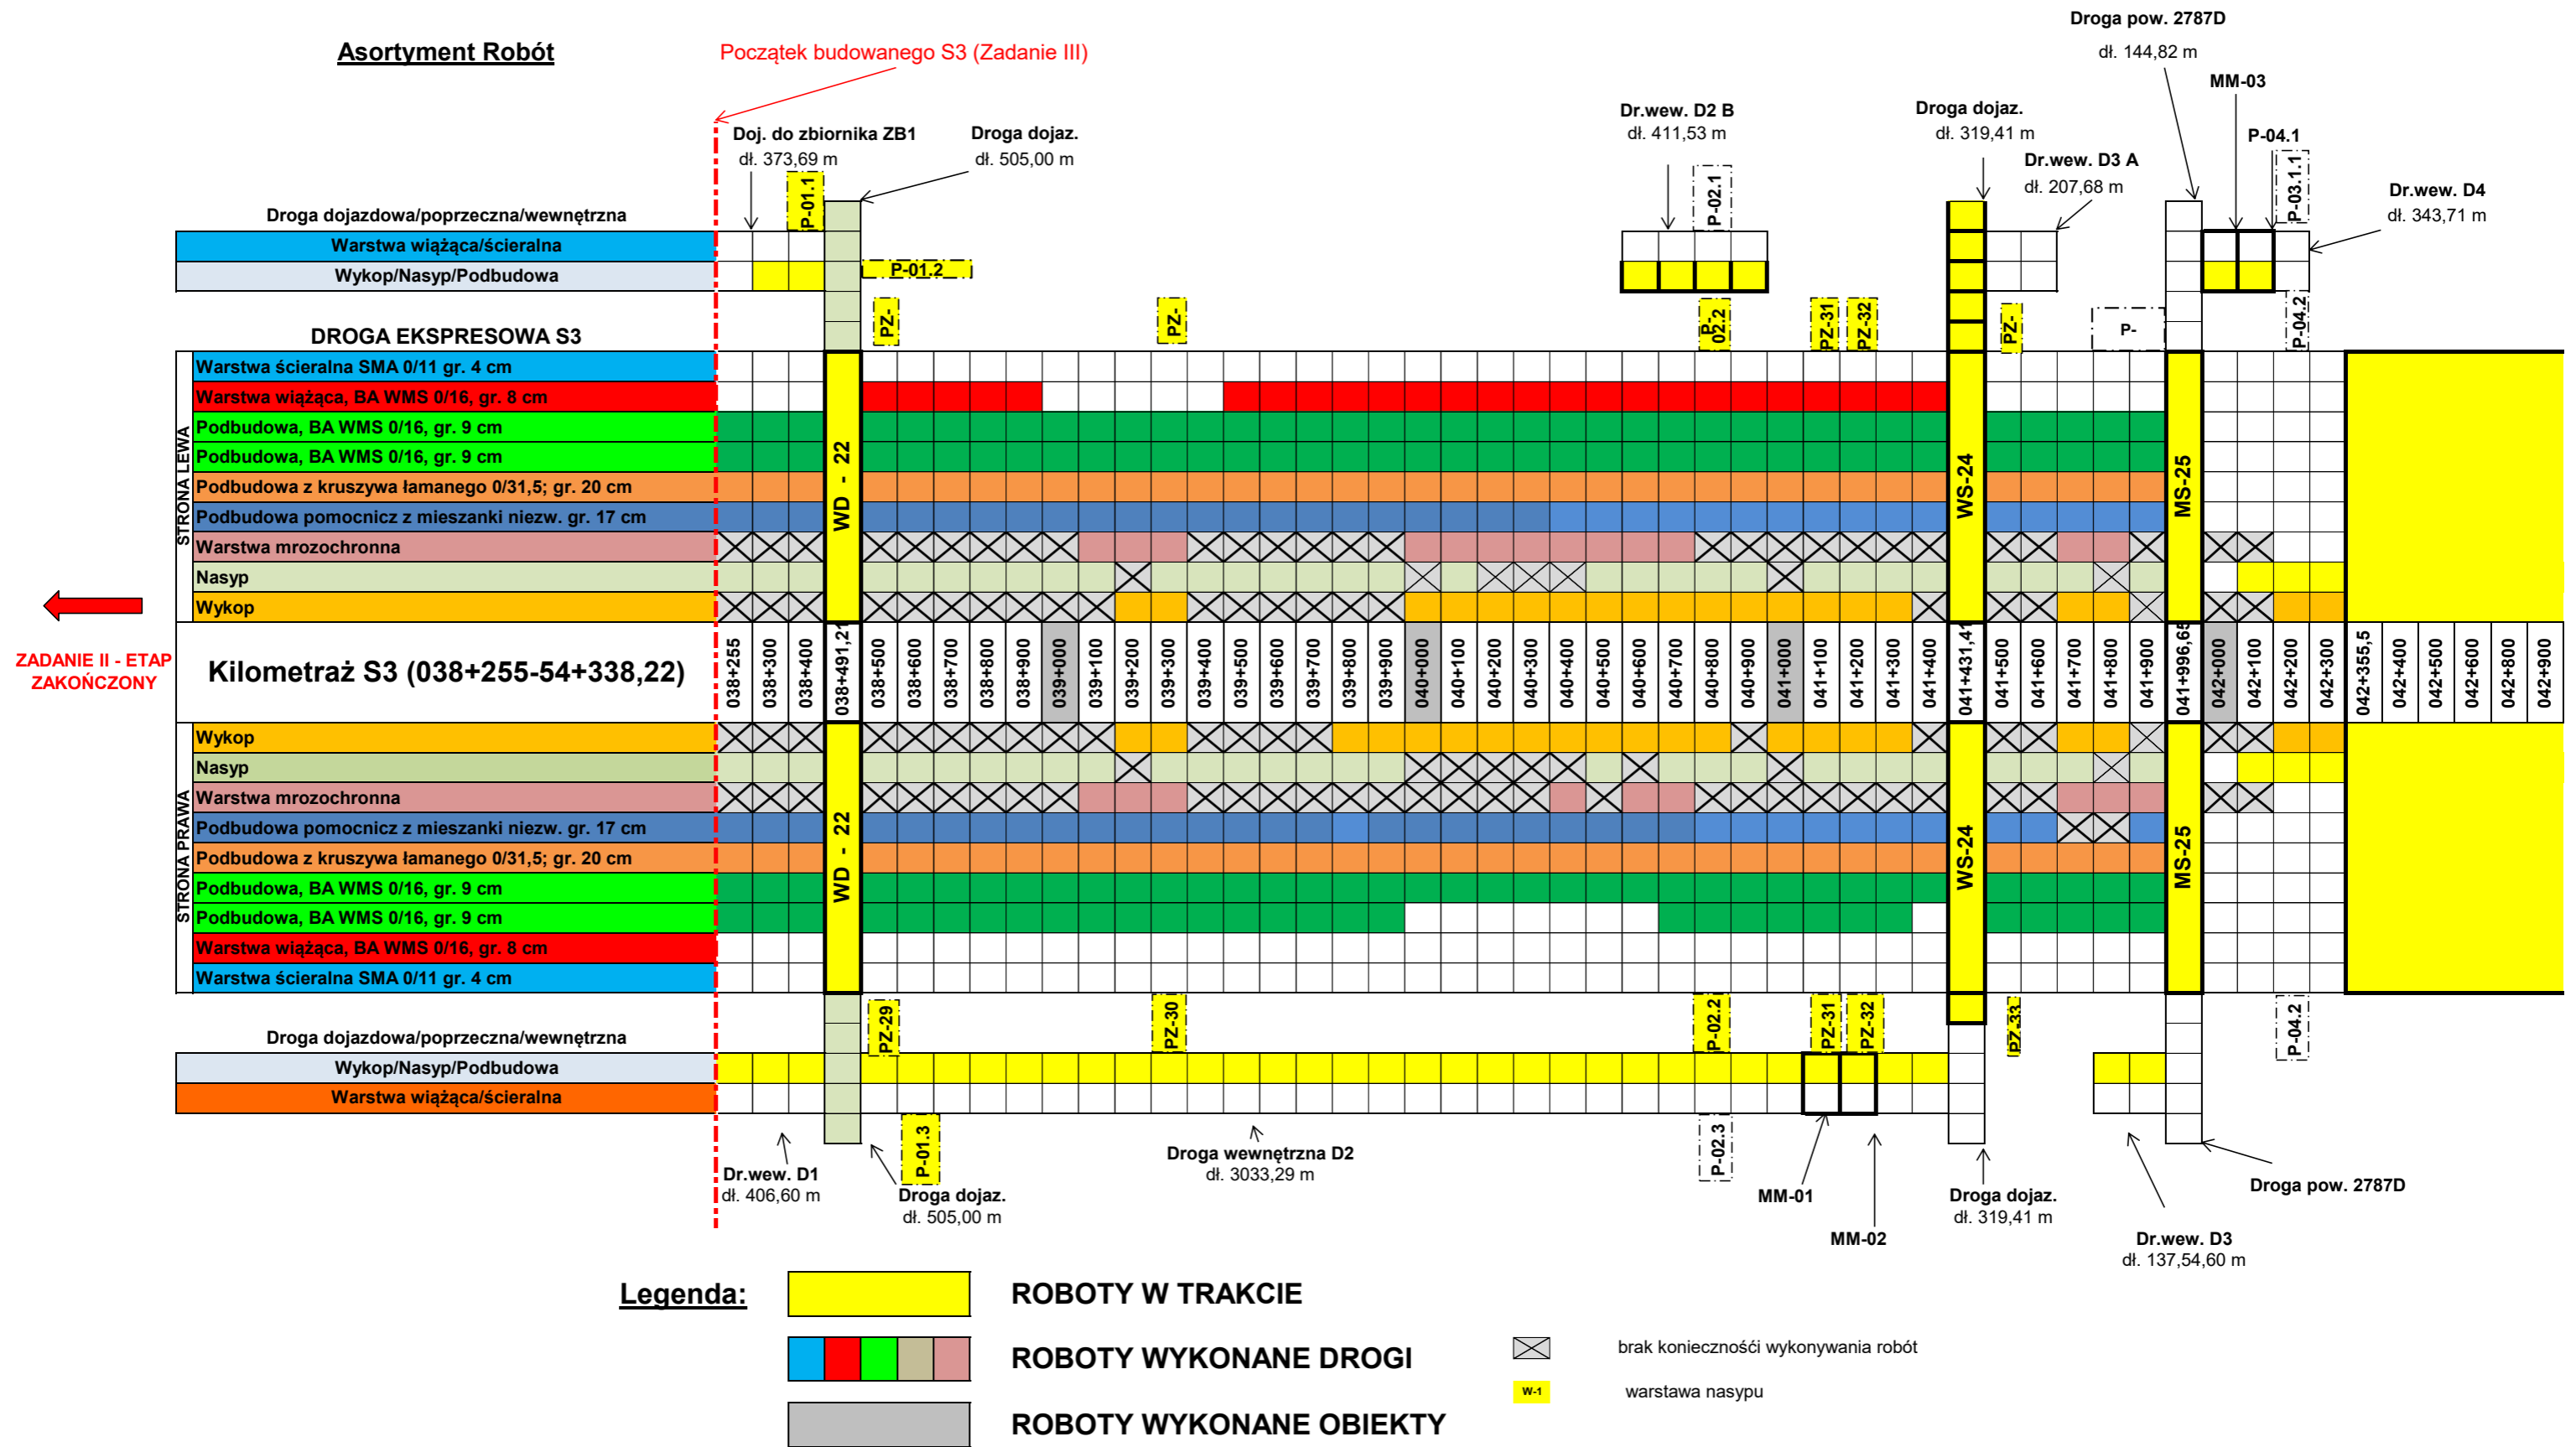 Droga pow. 2787D
dł. 144,82 m
Asortyment Robót
Początek budowanego S3 (Zadanie III)
MM-03
Dr.wew. D2 B
dł. 411,53 m
Droga dojaz.
dł. 319,41 m
Doj. do zbiornika ZB1
dł. 373,69 m
Droga dojaz.
dł. 505,00 m
P-04.1
Dr.wew. D3 A
dł. 207,68 m
Dr.wew. D4
dł. 343,71 m
P-01.1
P-02.1
P-03.1.1
Droga dojazdowa/poprzeczna/wewnętrzna
Warstwa wiążąca/ścieralna
Wykop/Nasyp/Podbudowa
P-01.2
PZ-
PZ-
P-
02.2
PZ-31
PZ-32
PZ-
P-
P-04.2
DROGA EKSPRESOWA S3
STRONA LEWA
Warstwa ścieralna SMA 0/11 gr. 4 cm
Warstwa wiążąca, BA WMS 0/16, gr. 8 cm
Podbudowa, BA WMS 0/16, gr. 9 cm
Podbudowa, BA WMS 0/16, gr. 9 cm
Podbudowa z kruszywa łamanego 0/31,5; gr. 20 cm
Podbudowa pomocnicz z mieszanki niezw. gr. 17 cm
Warstwa mrozochronna
Nasyp
Wykop
WD - 22
WS-24
MS-25
ZADANIE II - ETAP
ZAKOŃCZONY
Kilometraż S3 (038+255-54+338,22)
038+255
038+300
038+400
038+491,21
038+500
038+600
038+700
038+800
038+900
039+000
039+100
039+200
039+300
039+400
039+500
039+600
039+700
039+800
039+900
040+000
040+100
040+200
040+300
040+400
040+500
040+600
040+700
040+800
040+900
041+000
041+100
041+200
041+300
041+400
041+431,41
041+500
041+600
041+700
041+800
041+900
041+996,65
042+000
042+100
042+200
042+300
042+355,5
042+400
042+500
042+600
042+800
042+900
STRONA PRAWA
Wykop
Nasyp
Warstwa mrozochronna
Podbudowa pomocnicz z mieszanki niezw. gr. 17 cm
Podbudowa z kruszywa łamanego 0/31,5; gr. 20 cm
Podbudowa, BA WMS 0/16, gr. 9 cm
Podbudowa, BA WMS 0/16, gr. 9 cm
Warstwa wiążąca, BA WMS 0/16, gr. 8 cm
Warstwa ścieralna SMA 0/11 gr. 4 cm
WD - 22
WS-24
MS-25
PZ-29
PZ-30
P-02.2
PZ-31
PZ-32
PZ-33
P-04.2
Droga dojazdowa/poprzeczna/wewnętrzna
Wykop/Nasyp/Podbudowa
Warstwa wiążąca/ścieralna
P-01.3
P-02.3
Dr.wew. D1
dł. 406,60 m
Droga dojaz.
dł. 505,00 m
Droga wewnętrzna D2
dł. 3033,29 m
MM-01
MM-02
Droga dojaz.
dł. 319,41 m
Droga pow. 2787D
Dr.wew. D3
dł. 137,54,60 m
Legenda:
ROBOTY W TRAKCIE
ROBOTY WYKONANE DROGI
ROBOTY WYKONANE OBIEKTY
brak koniecznośći wykonywania robót
W-1
warstawa nasypu